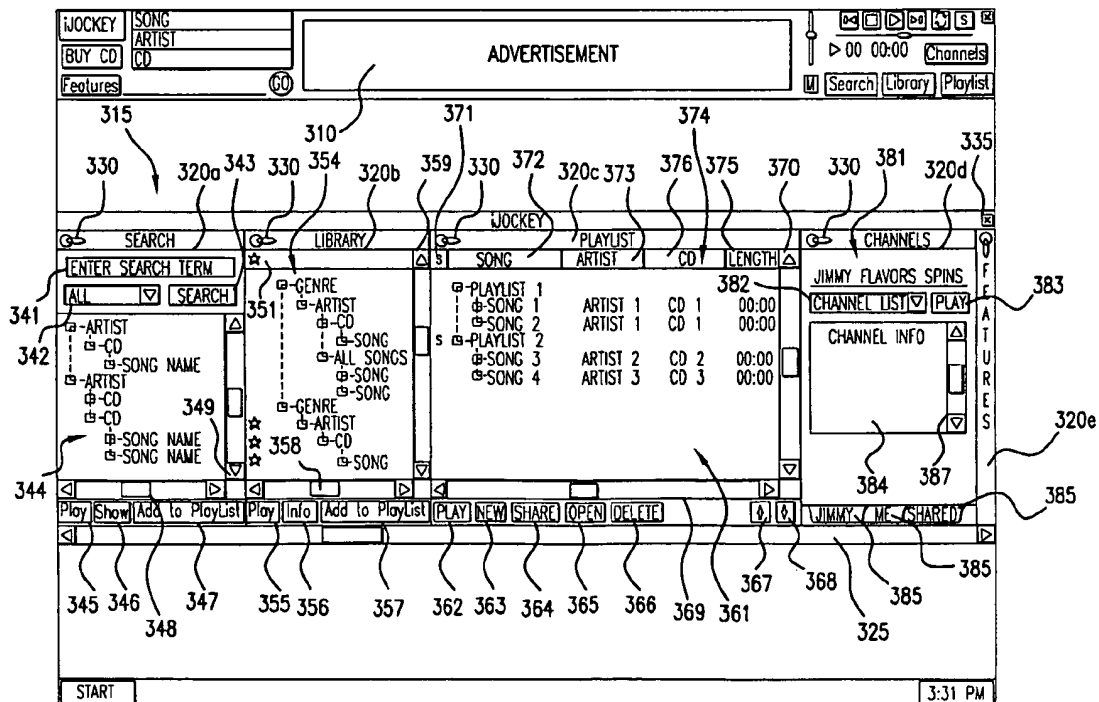 iJOCKEY
SONG
ARTIST
BUY CD
CD
Features
GO
ADVERTISEMENT
S
00 00:00
Channels
M
Search
Library
Playlist
310
315
371
374
330
343
330
354
372
330
320c
373
376
375
370
330
381
335
320a
320b
359
320d
iJOCKEY
SEARCH
LIBRARY
PLAYLIST
CHANNELS
FEATURES
ENTER SEARCH TERM
ALL
SEARCH
341
342
351
S SONG ARTIST CD LENGTH
JIMMY FLAVORS SPINS
382
CHANNEL LIST
PLAY
383
CHANNEL INFO
ARTIST
CD
SONG NAME
ARTIST
CD
CD
SONG NAME
SONG NAME
344
349
GENRE
ARTIST
CD
SONG
ALL SONGS
SONG
SONG
GENRE
ARTIST
CD
SONG
358
PLAYLIST 1
SONG 1 ARTIST 1 CD 1 00:00
SONG 2 ARTIST 1 CD 1 00:00
S PLAYLIST 2
SONG 3 ARTIST 2 CD 2 00:00
SONG 4 ARTIST 3 CD 3 00:00
320e
384
387
385
Play
Show
Add to PlayList
Play
Info
Add to PlayList
PLAY
NEW
SHARE
OPEN
DELETE
JIMMY
ME
SHARED
345
346
347
348
355
356
357
362
363
364
365
366
369
361
367
368
325
385
385
START
3:31 PM